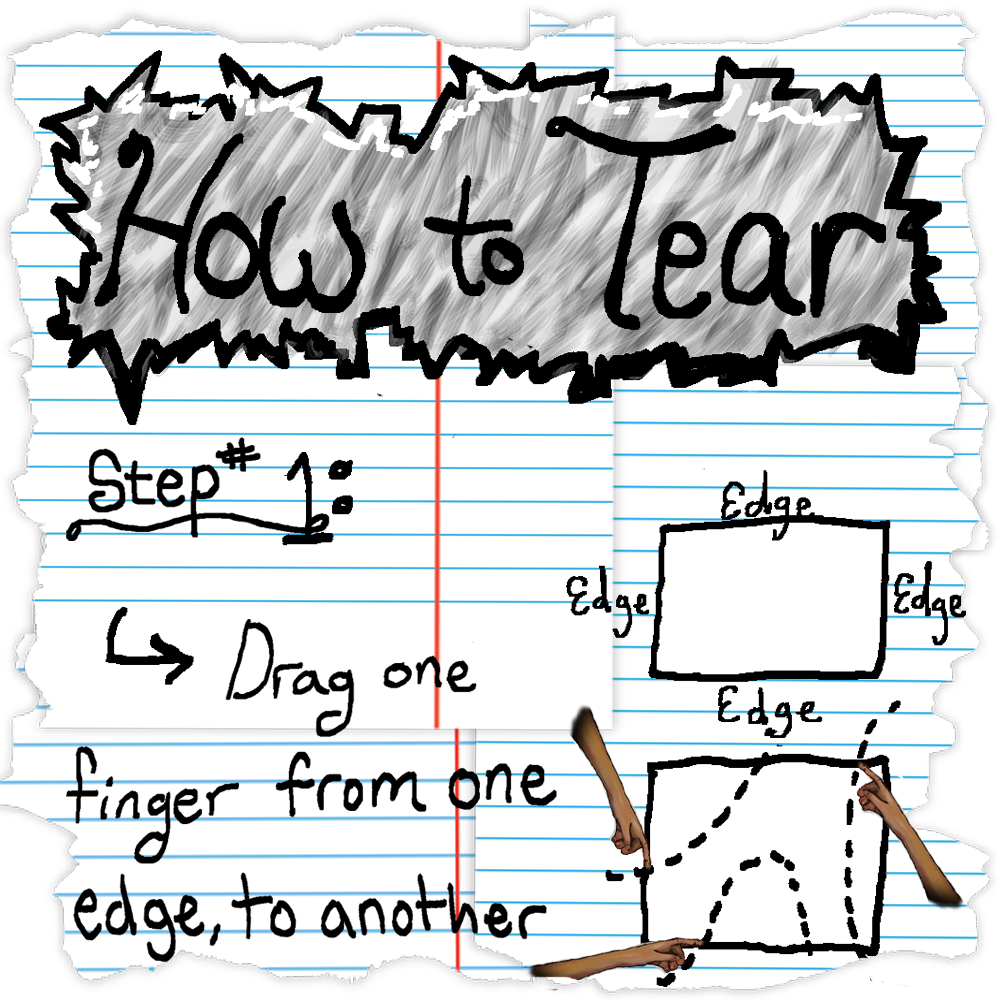 How to Tear
Step# 1:
Drag one
finger from one
edge, to another
Edge
Edge
Edge
Edge